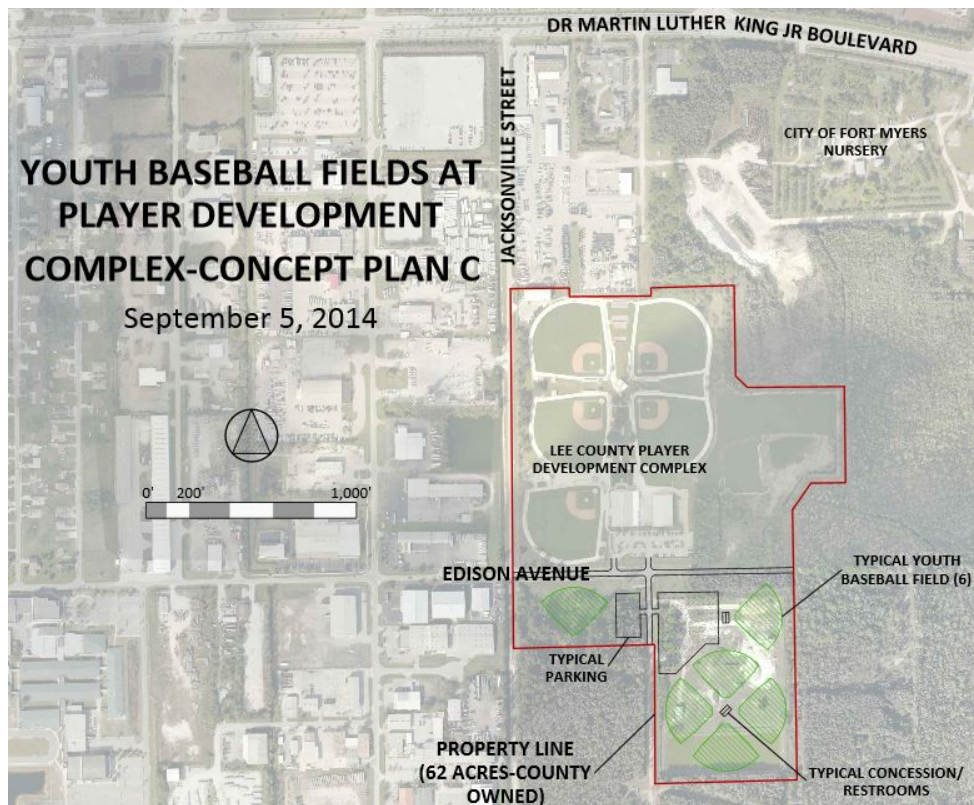 DR MARTIN LUTHER KING JR BOULEVARD
JACKSONVILLE STREET
CITY OF FORT MYERS
NURSERY
YOUTH BASEBALL FIELDS AT
PLAYER DEVELOPMENT
COMPLEX-CONCEPT PLAN C
September 5, 2014
LEE COUNTY PLAYER
DEVELOPMENT COMPLEX
0' 200' 1,000'
EDISON AVENUE
TYPICAL YOUTH
BASEBALL FIELD (6)
TYPICAL
PARKING
PROPERTY LINE
(62 ACRES-COUNTY
OWNED)
TYPICAL CONCESSION/
RESTROOMS